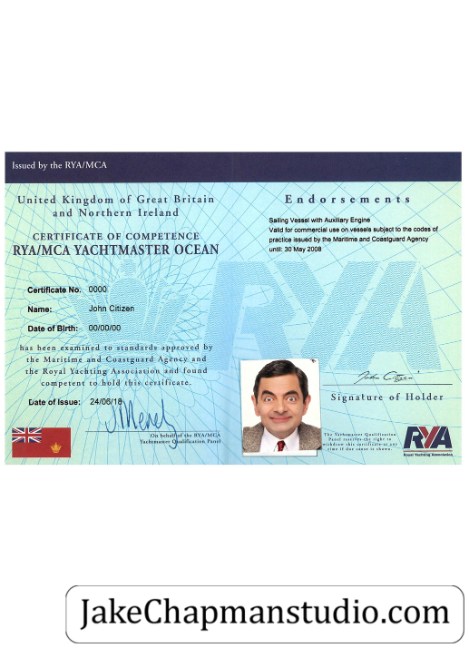 Issued by the RYA/MCA
United Kingdom of Great Britain
and Northern Ireland
CERTIFICATE OF COMPETENCE
RYA/MCA YACHTMASTER OCEAN
Certificate No: 0000
Name: John Citizen
Date of Birth: 00/00/00
has been examined to standards approved by
the Maritime and Coastguard Agency and
the Royal Yachting Association and found
competent to hold this certificate.
Date of Issue: 24/06/18
On behalf of the RYA/MCA
Yachtmaster Qualification Panel
Endorsements
Sailing Vessel with Auxiliary Engine
Valid for commercial use on vessels subject to the codes of
practice issued by the Maritime and Coastguard Agency
until: 30 May 2008
RYA
John Citizen
Signature of Holder
The Yachtmaster Qualification
Panel reserves the right to
withdraw this certificate at any
time if due cause is shown.
RYA
Royal Yachting Association
JakeChapmanstudio.com